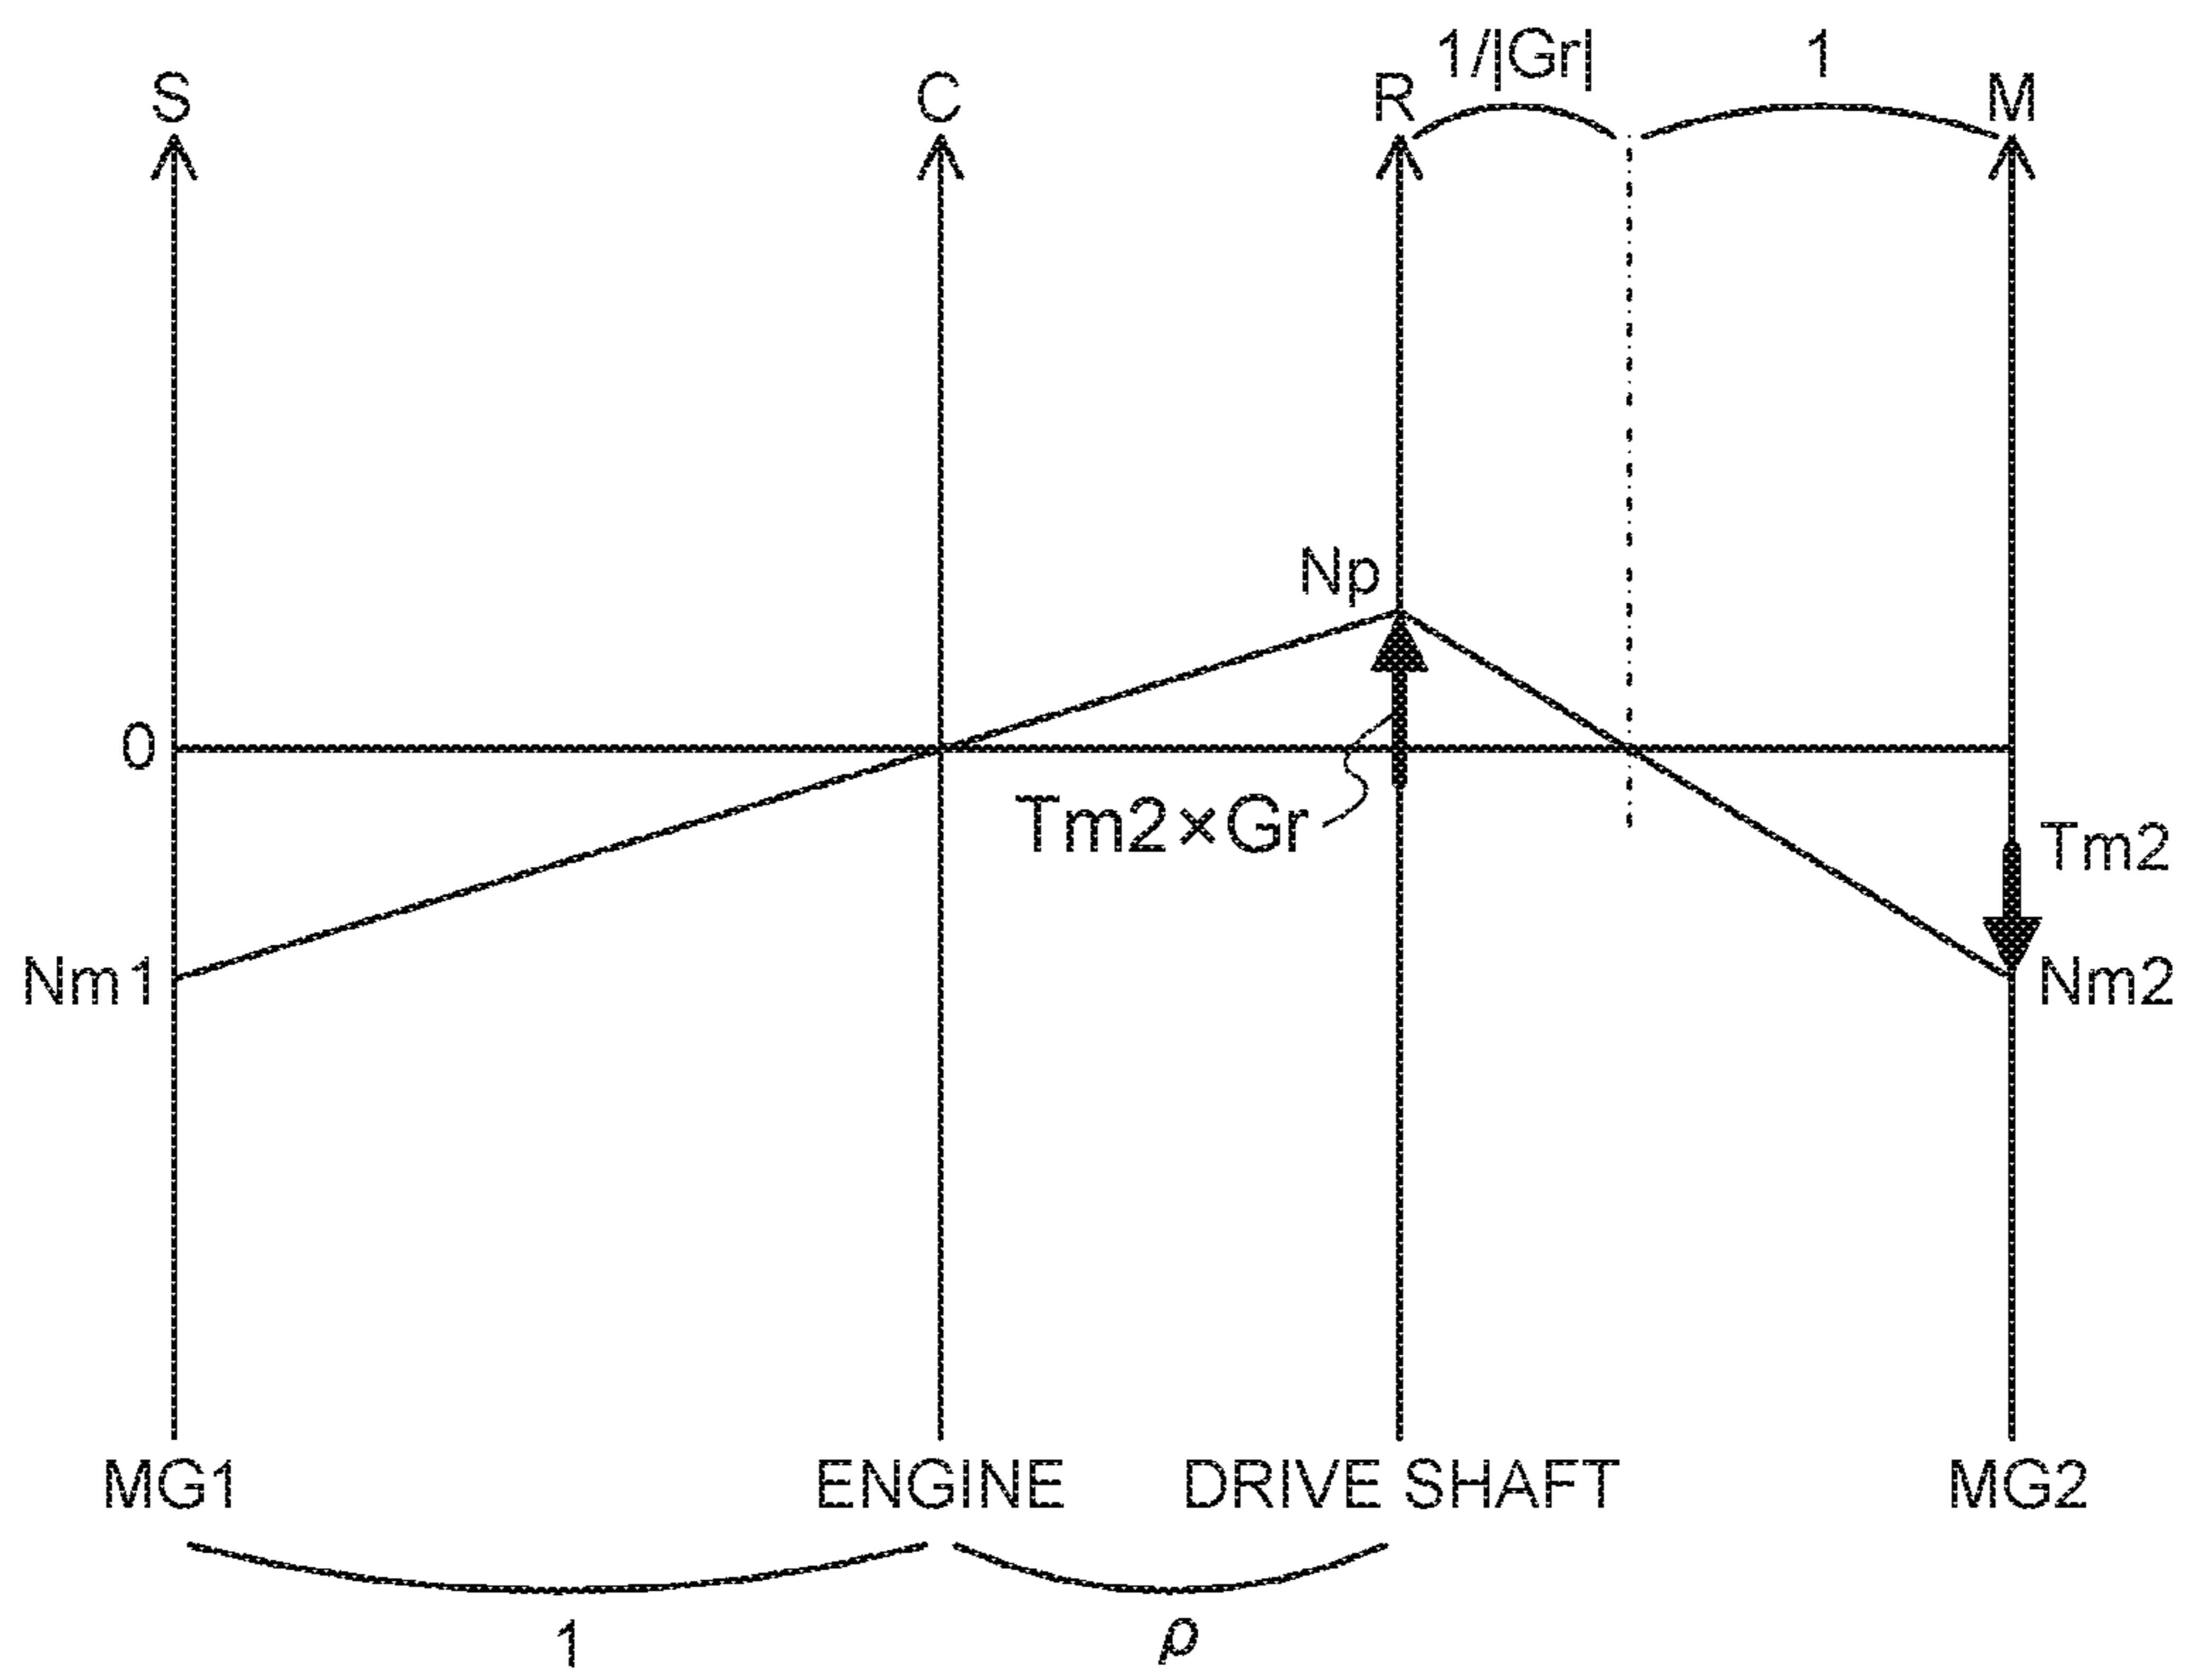 1/|Gr| 1
S C R M
Np
0
Tm2×Gr
Tm2
Nm1
Nm2
MG1 ENGINE DRIVE SHAFT MG2
1 ρ